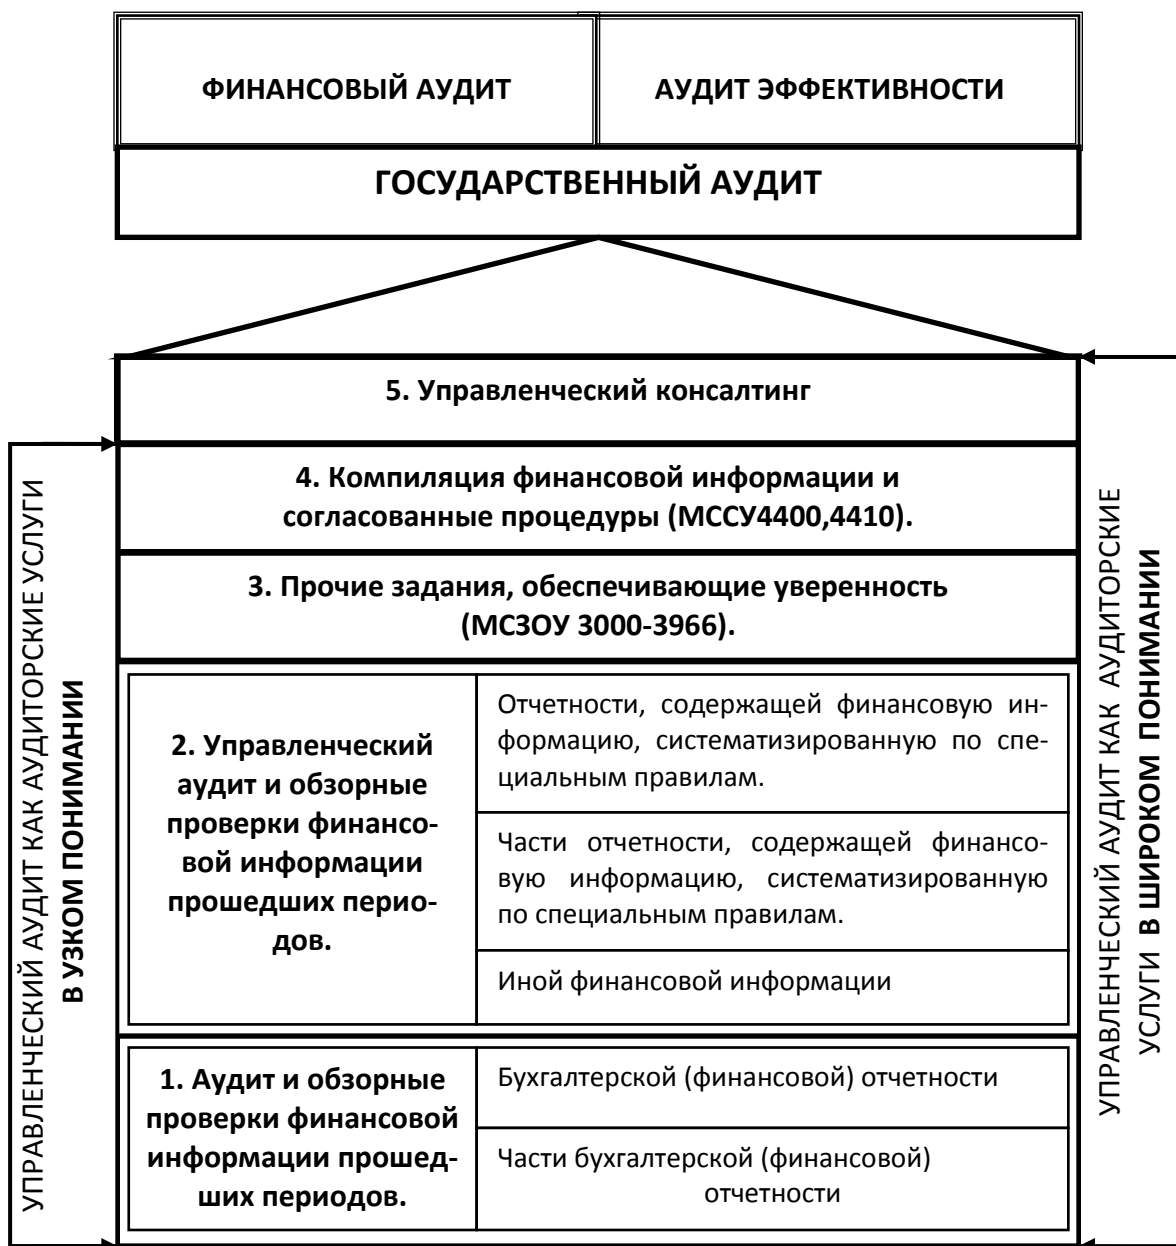 ФИНАНСОВЫЙ АУДИТ
АУДИТ ЭФФЕКТИВНОСТИ
ГОСУДАРСТВЕННЫЙ АУДИТ
5. Управленческий консалтинг
4. Компиляция финансовой информации и
согласованные процедуры (МССУ4400,4410).
3. Прочие задания, обеспечивающие уверенность
(МСЗОУ 3000-3966).
2. Управленческий
аудит и обзорные
проверки финансо-
вой информации
прошедших перио-
дов.
Отчетности, содержащей финансовую ин-
формацию, систематизированную по спе-
циальным правилам.
Части отчетности, содержащей финансо-
вую информацию, систематизированную
по специальным правилам.
Иной финансовой информации
1. Аудит и обзорные
проверки финансовой
информации прошед-
ших периодов.
Бухгалтерской (финансовой) отчетности
Части бухгалтерской (финансовой)
отчетности
УПРАВЛЕНЧЕСКИЙ АУДИТ КАК АУДИТОРСКИЕ УСЛУГИ
В УЗКОМ ПОНИМАНИИ
УПРАВЛЕНЧЕСКИЙ АУДИТ КАК АУДИТОРСКИЕ
УСЛУГИ В ШИРОКОМ ПОНИМАНИИ